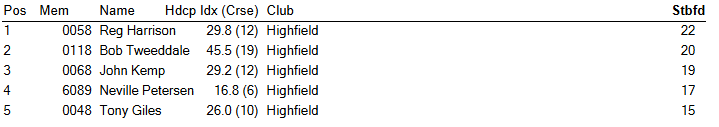 Pos Mem Name Hdcp Idx (Crse) Club Stbfd
1 0058 Reg Harrison 29.8 (12) Highfield 22
2 0118 Bob Tweeddale 45.5 (19) Highfield 20
3 0068 John Kemp 29.2 (12) Highfield 19
4 6089 Neville Petersen 16.8 (6) Highfield 17
5 0048 Tony Giles 26.0 (10) Highfield 15